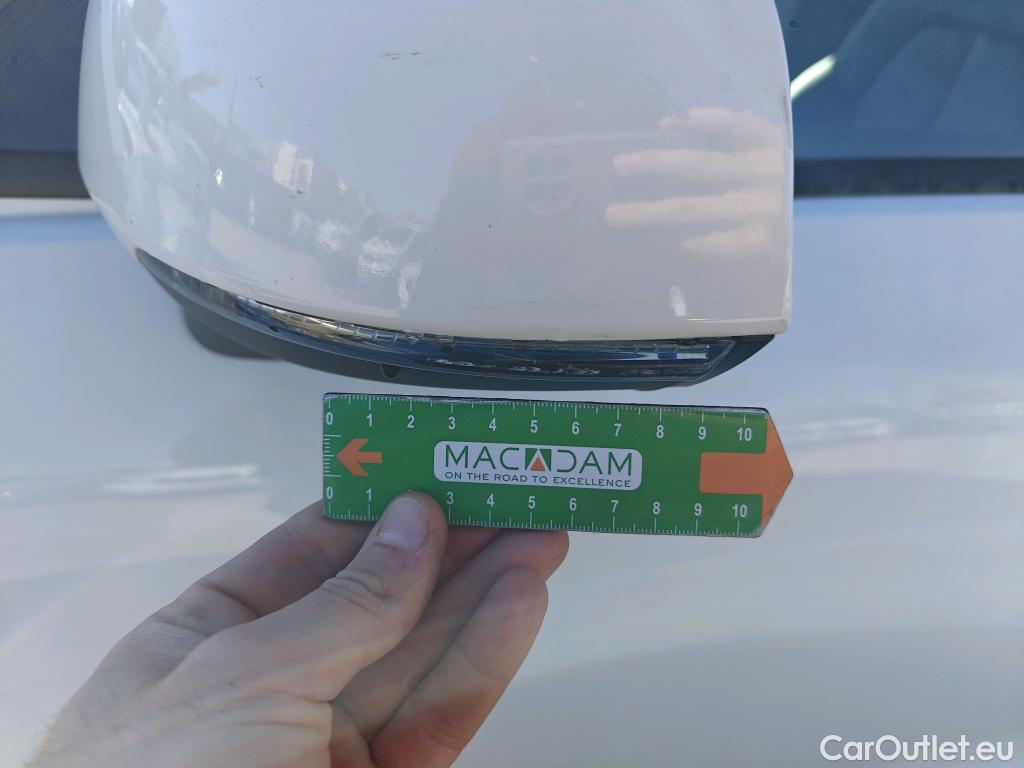 0 1 2 3 4 5 6 7 8 9 10
MACADAM
ON THE ROAD TO EXCELLENCE
0 1 3 4 5 6 7 8 9 10
CarOutlet.eu